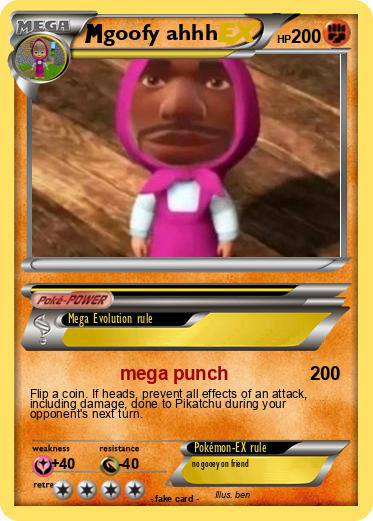 MEGA
Mgoofy ahhh EX HP200
Poké-POWER
Mega Evolution rule
mega punch 200
Flip a coin. If heads, prevent all effects of an attack,
including damage, done to Pikatchu during your
opponent's next turn.
weakness resistance
+40 -40
Pokémon-EX rule
no gooey on friend
retre
- fake card - Illus. ben